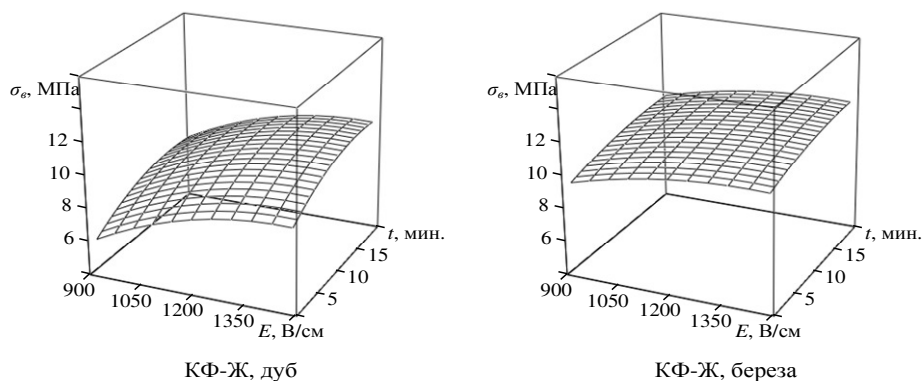 σв, МПа
12
10
8
6
900
1050
1200
1350
E, В/см
5
10
15
t, мин.
КФ-Ж, дуб
σв, МПа
12
10
8
6
900
1050
1200
1350
E, В/см
5
10
15
t, мин.
КФ-Ж, береза